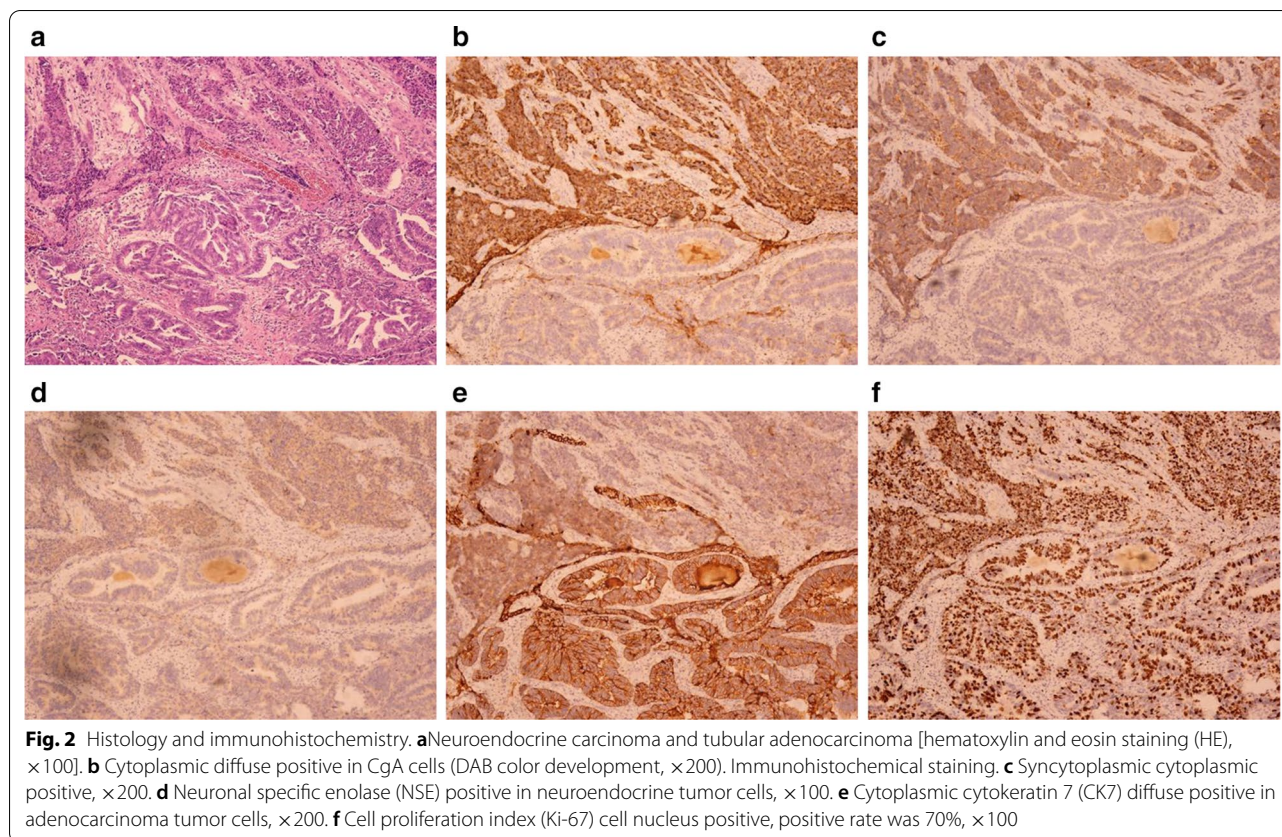 a
b
c
d
e
f
Fig. 2 Histology and immunohistochemistry. aNeuroendocrine carcinoma and tubular adenocarcinoma [hematoxylin and eosin staining (HE),
×100]. b Cytoplasmic diffuse positive in CgA cells (DAB color development, ×200). Immunohistochemical staining. c Syncytoplasmic cytoplasmic
positive, ×200. d Neuronal specific enolase (NSE) positive in neuroendocrine tumor cells, ×100. e Cytoplasmic cytokeratin 7 (CK7) diffuse positive in
adenocarcinoma tumor cells, ×200. f Cell proliferation index (Ki-67) cell nucleus positive, positive rate was 70%, ×100